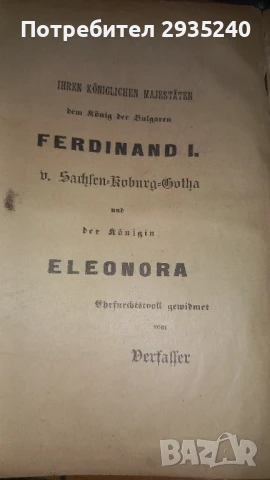 Потребител 2935240
IHREN KÖNIGLICHEN MAJESTÄTEN
dem König der Bulgaren
FERDINAND I.
v. Sachsen=Koburg=Gotha
und
der Königin
ELEONORA
Ehrfurchtsvoll gewidmet
vom
Verfasser
BAZAR